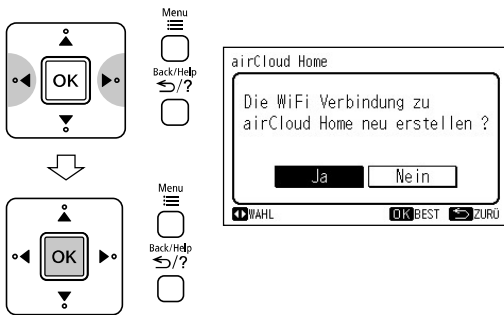 Menu
OK
Back/Help
/?
Menu
OK
Back/Help
/?
airCloud Home
Die WiFi Verbindung zu
airCloud Home neu erstellen ?
Ja Nein
WAHL OK BEST ZURÜ